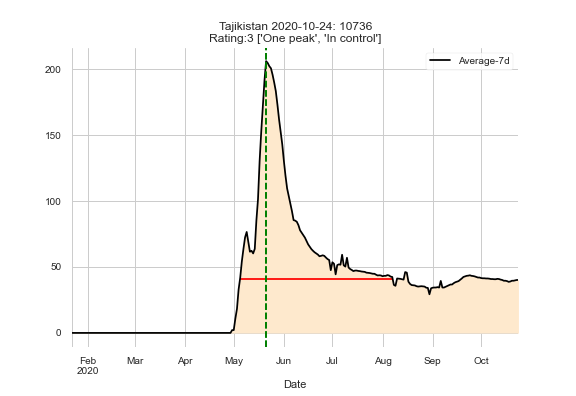 Tajikistan 2020-10-24: 10736
Rating:3 ['One peak', 'In control']
Average-7d
200
150
100
50
0
Feb Mar Apr May Jun Jul Aug Sep Oct
2020
Date